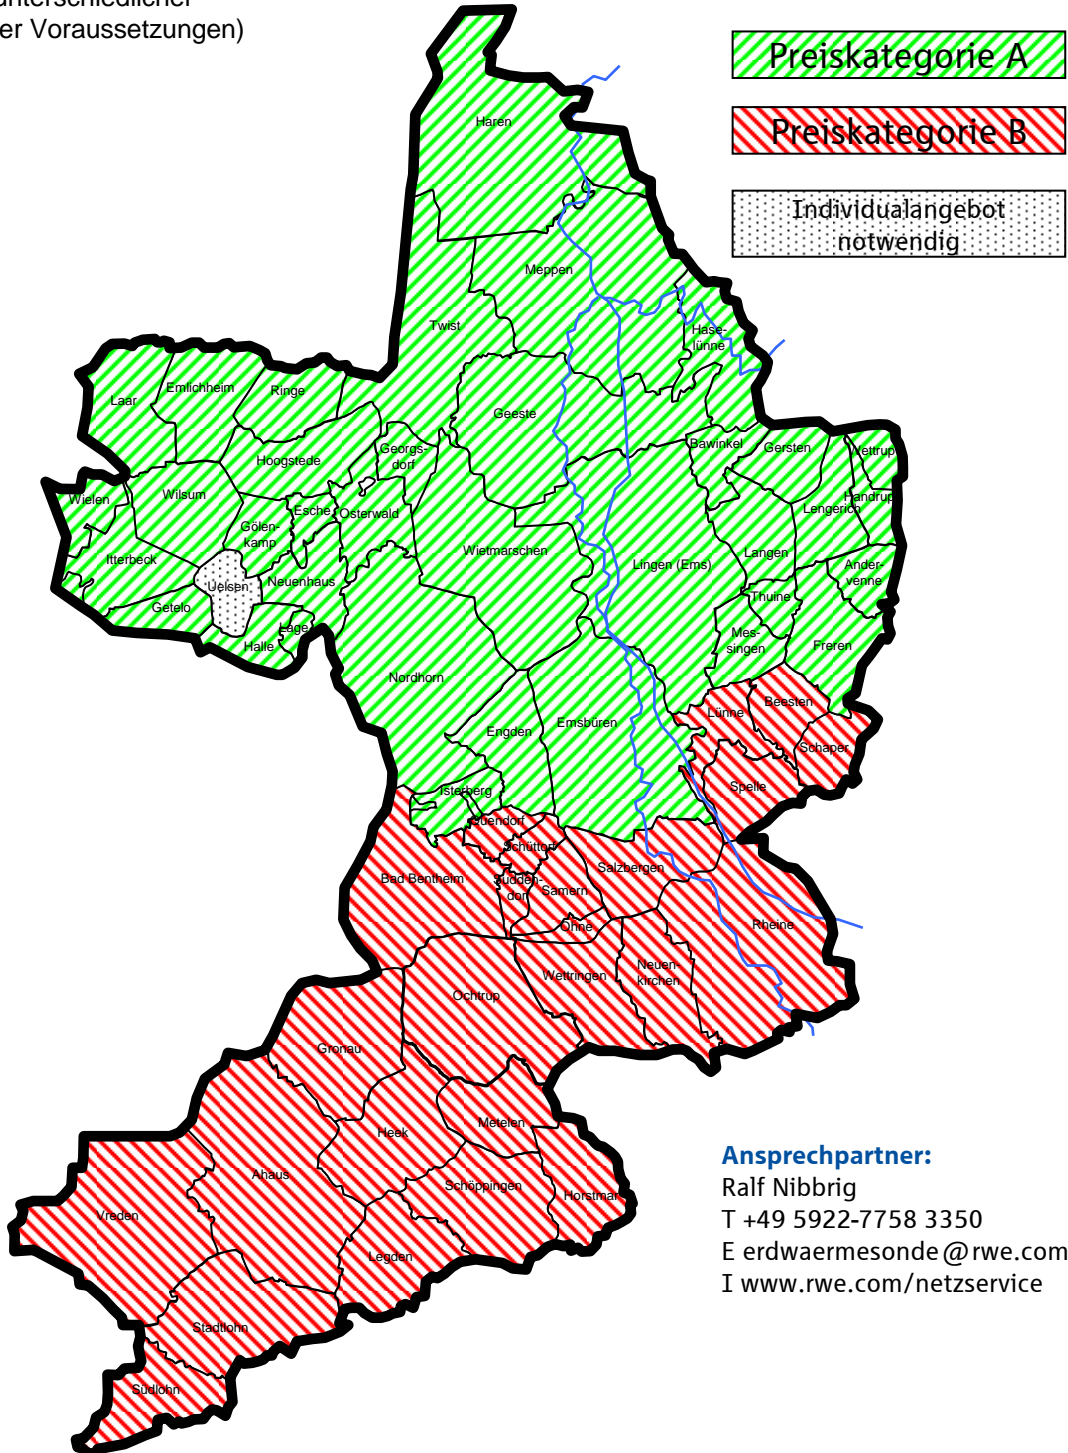 unterschiedlicher
er Voraussetzungen)
Preiskategorie A
Preiskategorie B
Individualangebot
notwendig
Haren
Meppen
Twist
Hase-
lünne
Laar
Emlichheim
Ringe
Geeste
Hoogstede
Georgs-
dorf
Bawinkel
Gersten
Wettrup
Wielen
Wilsum
Esche
Osterwald
Handrup
Lengerich
Gölen-
kamp
Itterbeck
Wietmarschen
Lingen (Ems)
Langen
Ander-
venne
Uelsen
Neuenhaus
Thuine
Getelo
Lage
Halle
Mes-
singen
Freren
Nordhorn
Engden
Emsbüren
Lünne
Beesten
Schaper
Spelle
Isterberg
Quendorf
Schüttorf
Bad Bentheim
Sudden-
dorf
Samern
Salzbergen
Ohne
Rheine
Wettringen
Neuen
kirchen
Ochtrup
Gronau
Heek
Metelen
Ahaus
Schöppingen
Horstmar
Vreden
Legden
Stadtlohn
Südlohn
Ansprechpartner:
Ralf Nibbrig
T +49 5922-7758 3350
E erdwaermesonde@rwe.com
I www.rwe.com/netzservice